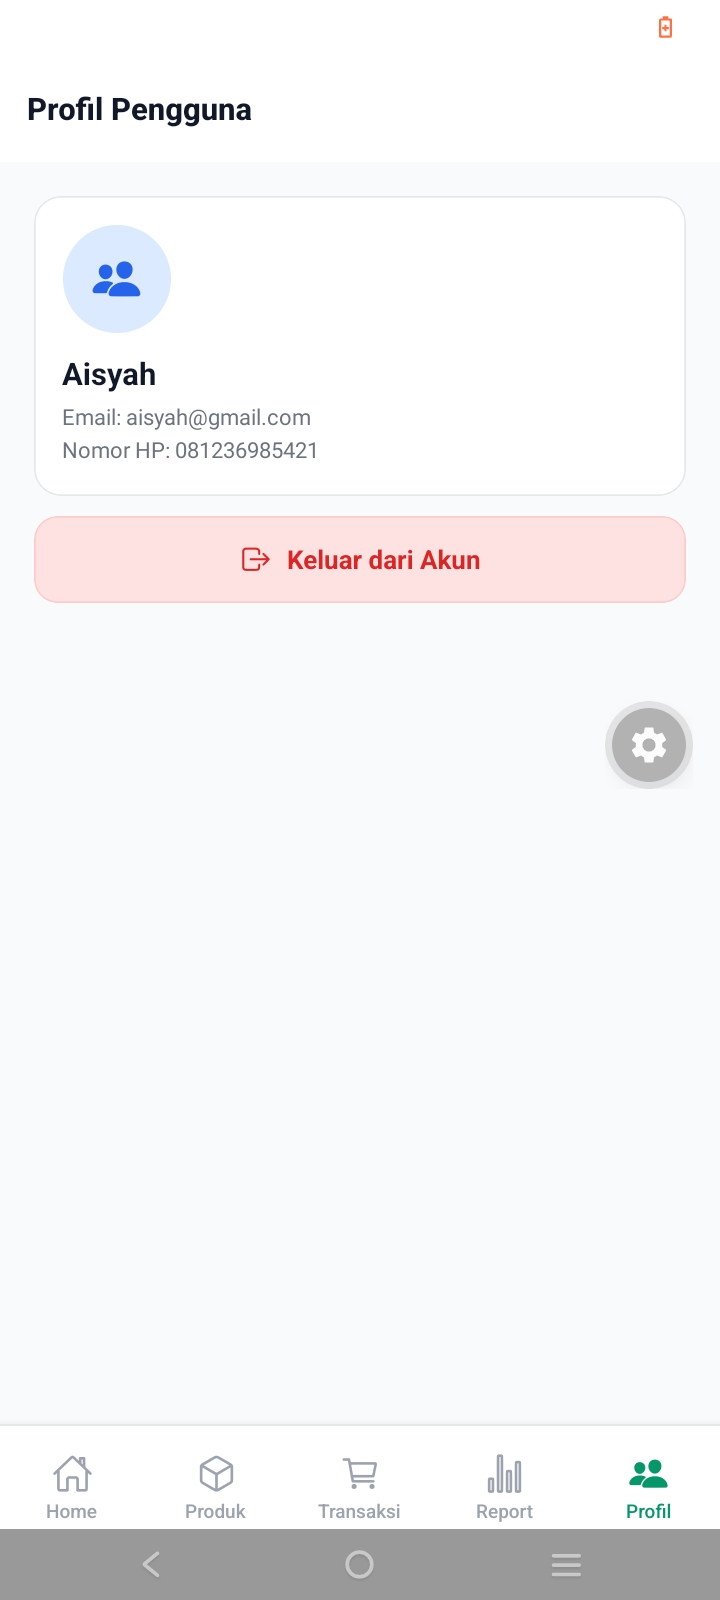 Profil Pengguna
Aisyah
Email: aisyah@gmail.com
Nomor HP: 081236985421
Keluar dari Akun
Home
Produk
Transaksi
Report
Profil